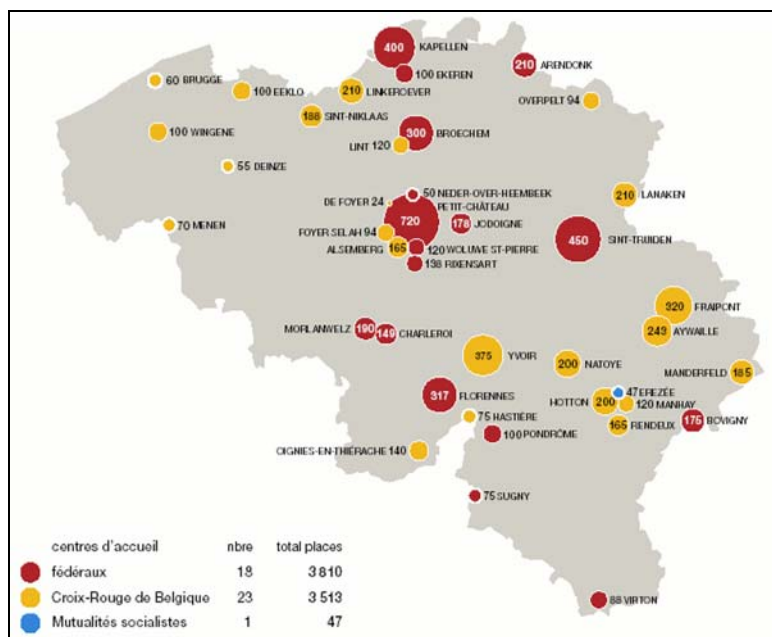 400 KAPELLEN
100 EKEREN
210 ARENDONK
60 BRUGGE
100 EEKLO
210 LINKEROEVER
OVERPELT 94
188 SINT-NIKLAAS
100 WINGENE
300 BROECHEM
LINT 120
55 DEINZE
50 NEDER-OVER-HEEMBEEK
DE FOYER 24
PETIT-CHÂTEAU
210 LANAKEN
70 MENEN
720
178 JODOIGNE
FOYER SELAH 94
450 SINT-TRUIDEN
ALSEMBERG 165
120 WOLUWE ST-PIERRE
138 RIXENSART
320 FRAIPONT
MORLANWELZ 190
149 CHARLEROI
243 AYWAILLE
375 YVOIR
200 NATOYE
MANDERFELD 185
317 FLORENNES
47 EREZÉE
HOTTON 200
120 MANHAY
75 HASTIÈRE
165 RENDEUX
175 BOVIGNY
100 PONDRÔME
OIGNIES-EN-THIÉRACHE 140
75 SUGNY
88 VIRTON
centres d'accueil nbre total places
fédéraux 18 3 810
Croix-Rouge de Belgique 23 3 513
Mutualités socialistes 1 47